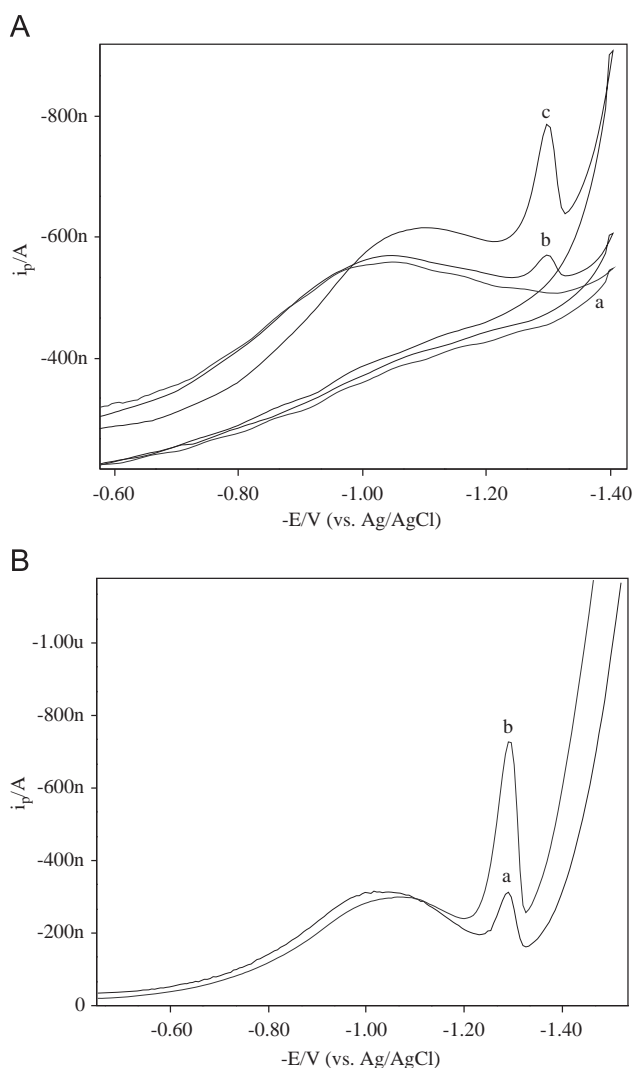 A
-800n
-600n
-400n
i_p/A
c
b
a
-0.60 -0.80 -1.00 -1.20 -1.40
-E/V (vs. Ag/AgCl)
B
-1.00u
-800n
-600n
-400n
-200n
0
i_p/A
b
a
-0.60 -0.80 -1.00 -1.20 -1.40
-E/V (vs. Ag/AgCl)